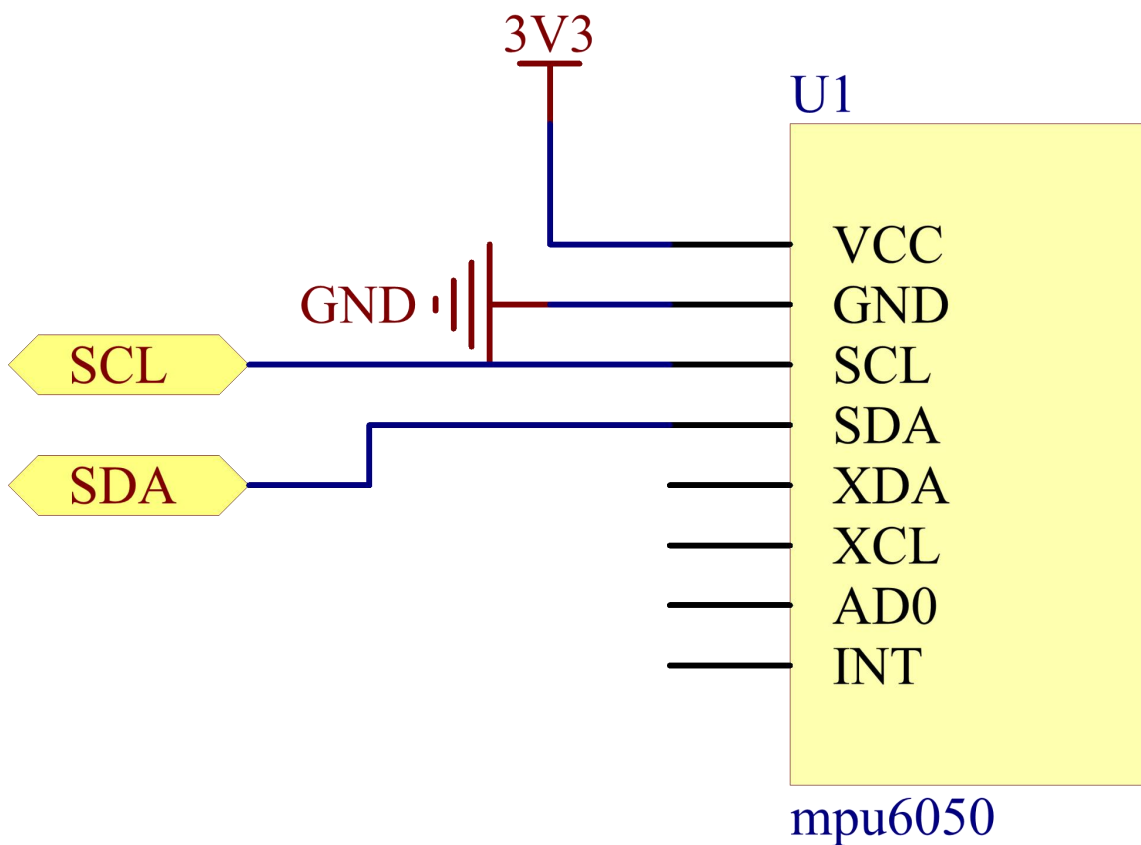 3V3
U1
VCC
GND GND
SCL SCL
SDA
SDA XDA
XCL
AD0
INT
mpu6050